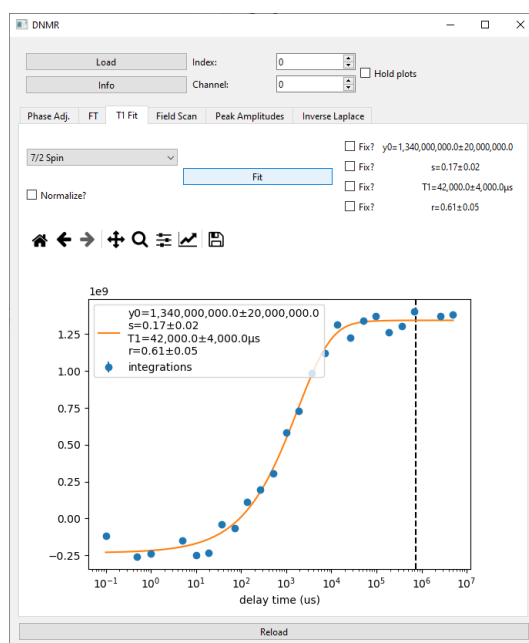 DNMR
Load
Index:
0
Hold plots
Info
Channel:
0
Phase Adj.
FT
T1 Fit
Field Scan
Peak Amplitudes
Inverse Laplace
7/2 Spin
Fit
Normalize?
Fix? y0=1,340,000,000.0±20,000,000.0
Fix? s=0.17±0.02
Fix? T1=42,000.0±4,000.0µs
Fix? r=0.61±0.05
1e9
y0=1,340,000,000.0±20,000,000.0
s=0.17±0.02
T1=42,000.0±4,000.0µs
r=0.61±0.05
integrations
1.25
1.00
0.75
0.50
0.25
0.00
−0.25
10⁻¹ 10⁰ 10¹ 10² 10³ 10⁴ 10⁵ 10⁶ 10⁷
delay time (us)
Reload